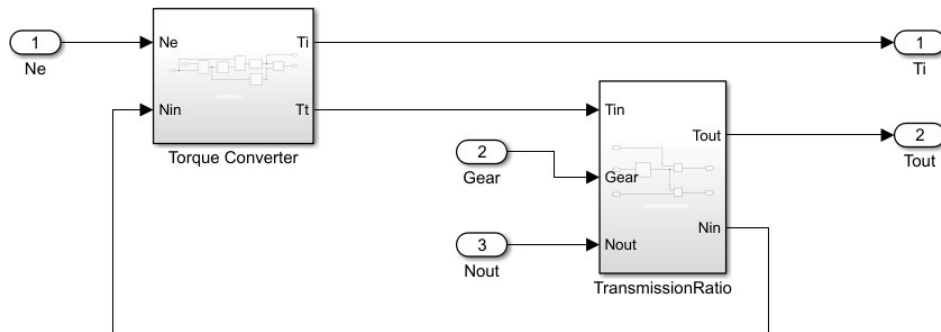 1
Ne
Ne
Nin
Ti
Tt
Torque Converter
1
Ti
2
Gear
3
Nout
Tin
Gear
Nout
Tout
Nin
TransmissionRatio
2
Tout